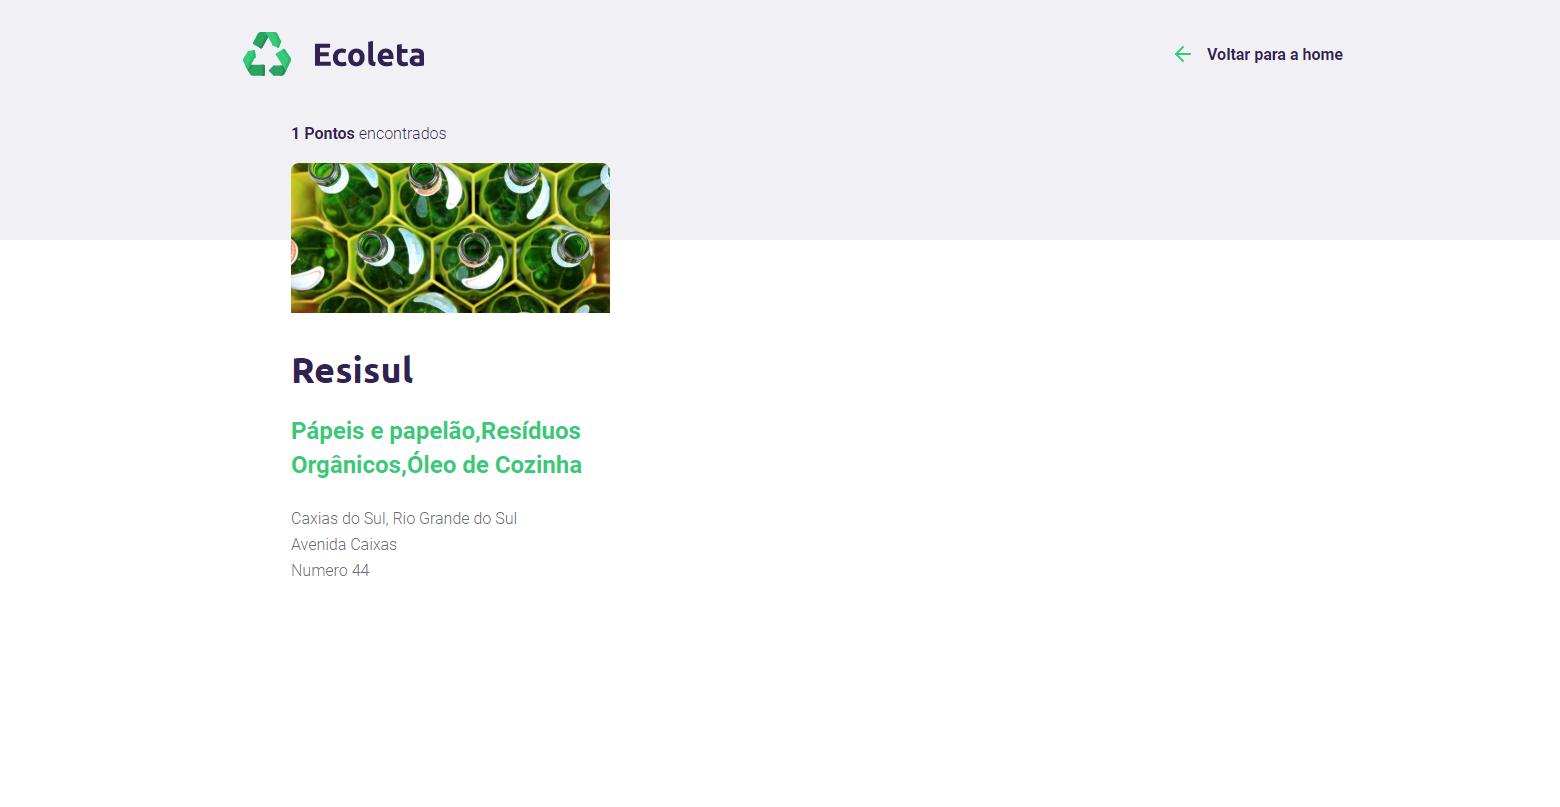 Ecoleta
Voltar para a home
1 Pontos encontrados
Resisul
Pápeis e papelão,Resíduos
Orgânicos,Óleo de Cozinha
Caxias do Sul, Rio Grande do Sul
Avenida Caixas
Numero 44